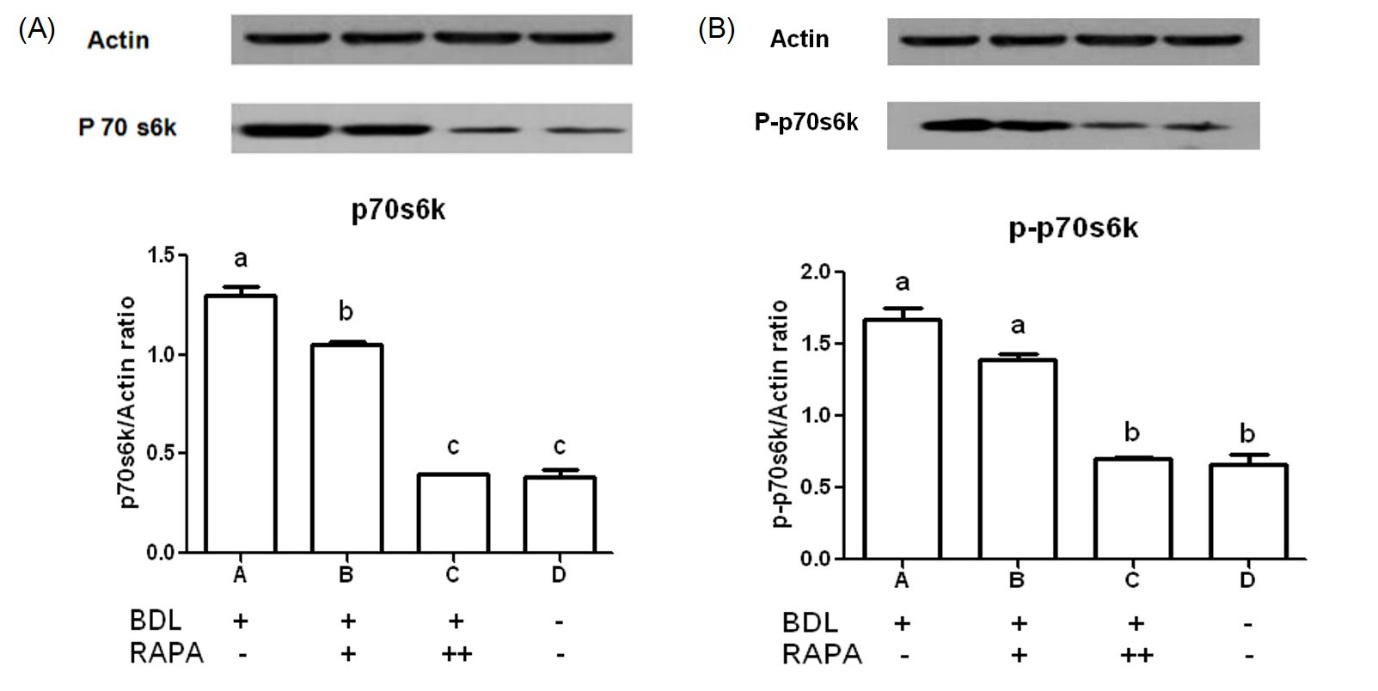 (A) Actin
P 70 s6k
p70s6k
p70s6k/Actin ratio
1.5
1.0
0.5
0.0
a
b
c
c
A B C D
BDL + + + -
RAPA - + ++ -
(B) Actin
P-p70s6k
p-p70s6k
p-p70s6k/Actin ratio
2.0
1.5
1.0
0.5
0.0
a
a
b
b
A B C D
BDL + + + -
RAPA - + ++ -